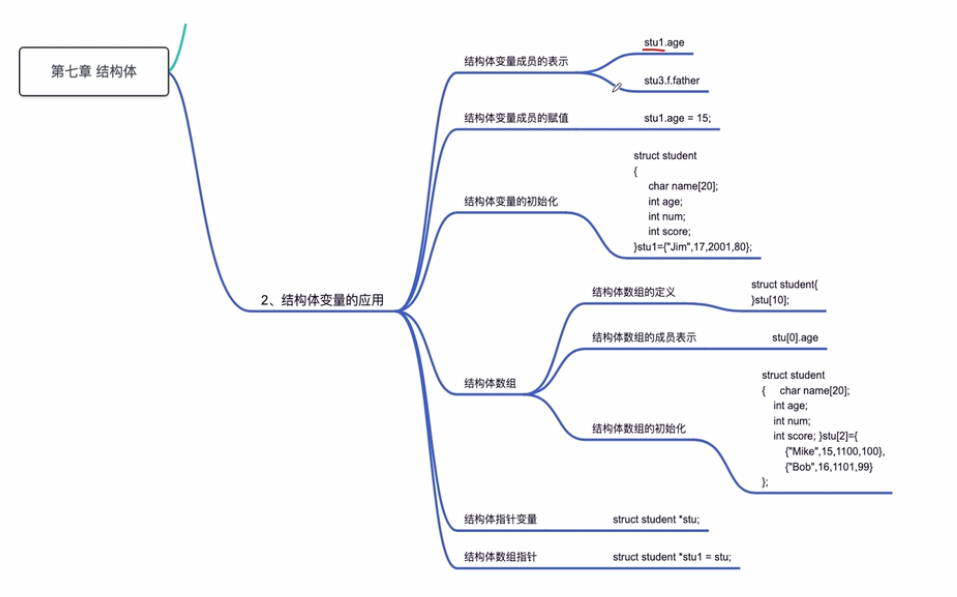 第七章 结构体
2、结构体变量的应用
结构体变量成员的表示
stu1.age
stu3.f.father
结构体变量成员的赋值
stu1.age = 15;
结构体变量的初始化
struct student
{
char name[20];
int age;
int num;
int score;
}stu1={"Jim",17,2001,80};
结构体数组
结构体数组的定义
struct student{
}stu[10];
结构体数组的成员表示
stu[0].age
结构体数组的初始化
struct student
{ char name[20];
int age;
int num;
int score; }stu[2]={
{"Mike",15,1100,100},
{"Bob",16,1101,99}
};
结构体指针变量
struct student *stu;
结构体数组指针
struct student *stu1 = stu;